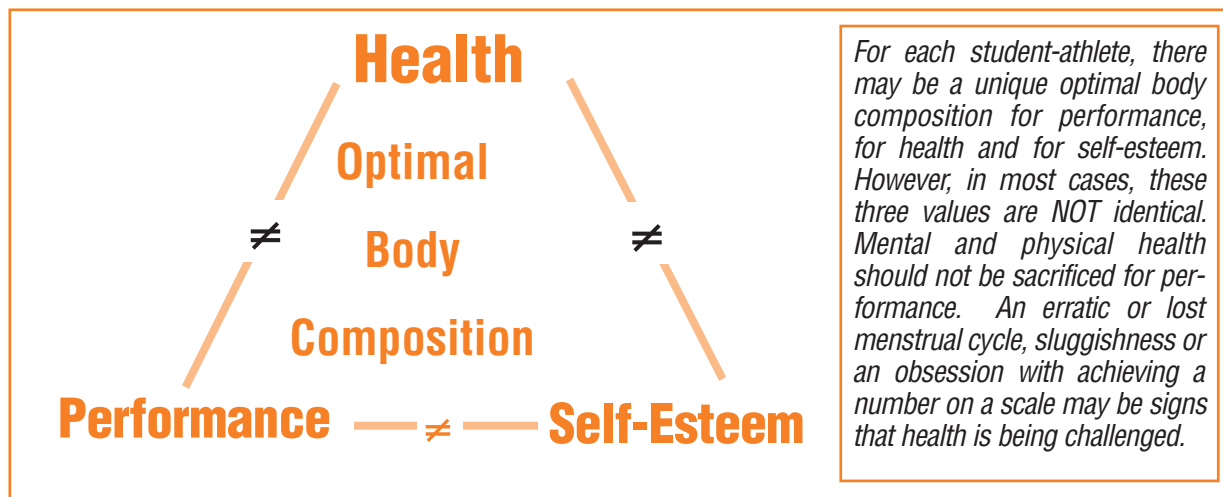 Health
Optimal
≠
≠
Body
Composition
Performance
≠
Self-Esteem
For each student-athlete, there
may be a unique optimal body
composition for performance,
for health and for self-esteem.
However, in most cases, these
three values are NOT identical.
Mental and physical health
should not be sacrificed for per-
formance. An erratic or lost
menstrual cycle, sluggishness or
an obsession with achieving a
number on a scale may be signs
that health is being challenged.